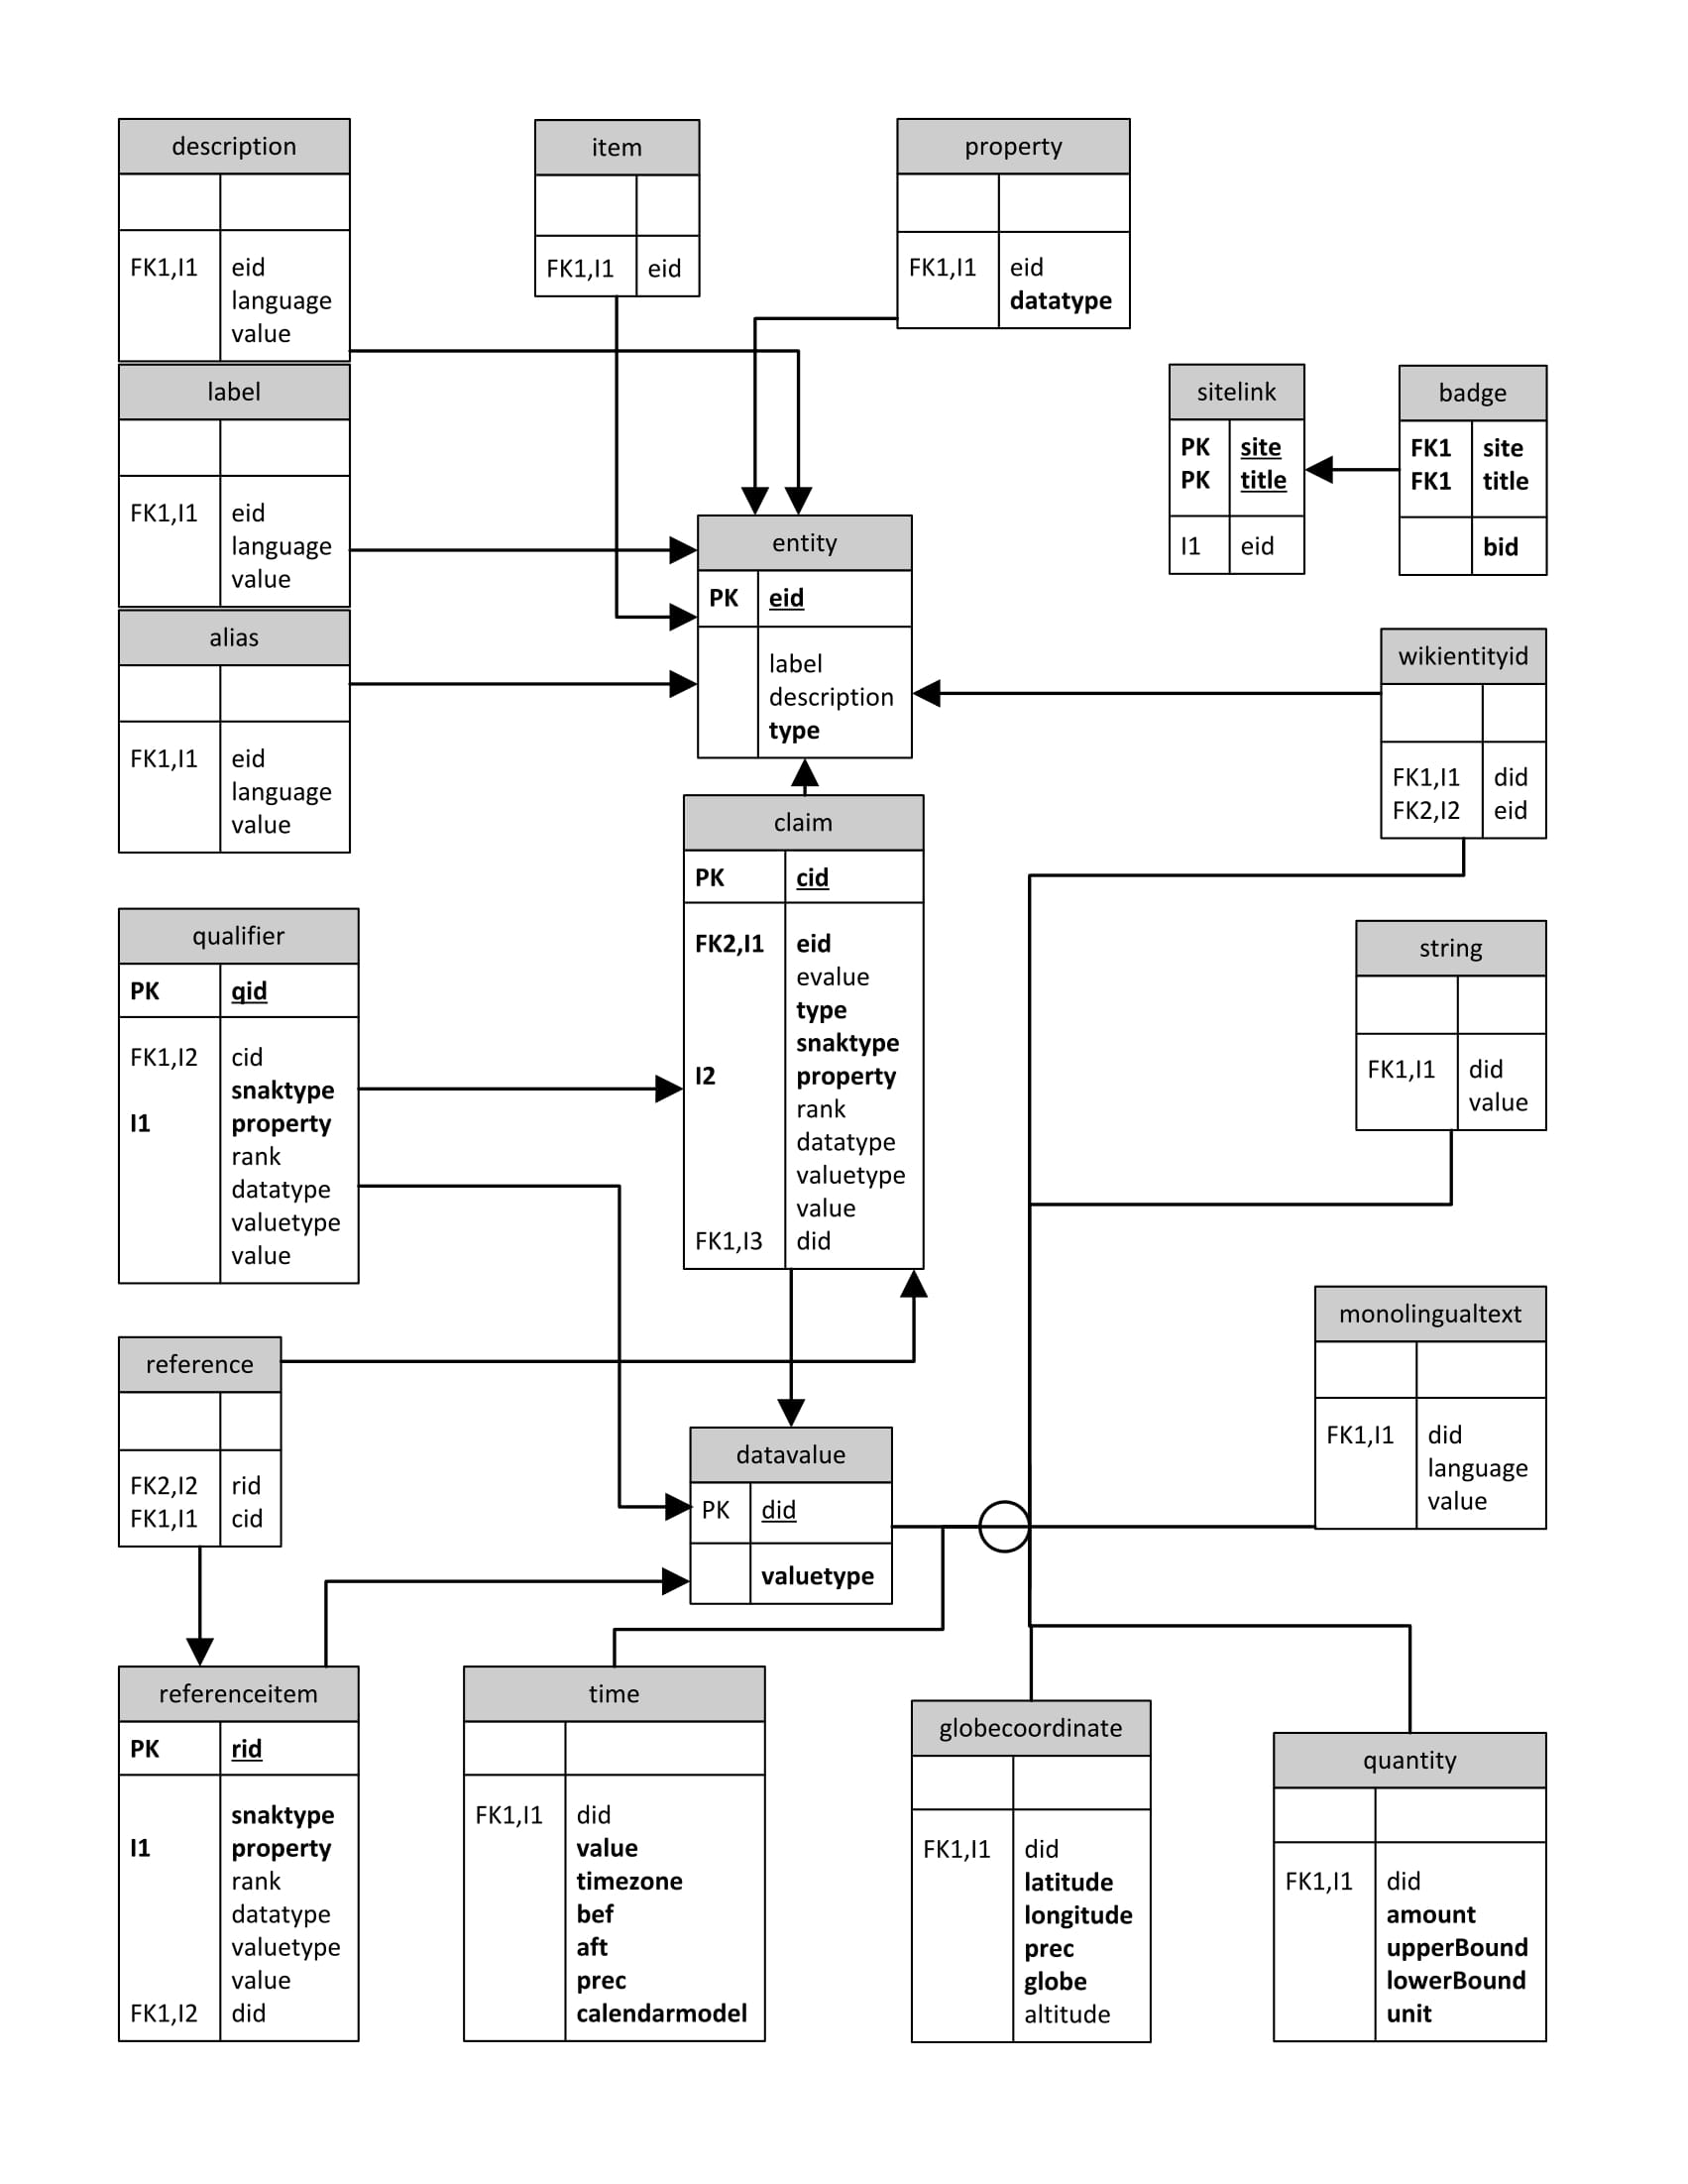 description
FK1,I1 eid
language
value
item
FK1,I1 eid
property
FK1,I1 eid
datatype
label
FK1,I1 eid
language
value
sitelink
PK site
PK title
I1 eid
badge
FK1 site
FK1 title
bid
entity
PK eid
label
description
type
alias
FK1,I1 eid
language
value
wikientityid
FK1,I1 did
FK2,I2 eid
claim
PK cid
FK2,I1 eid
evalue
type
snaktype
I2 property
rank
datatype
valuetype
value
FK1,I3 did
qualifier
PK qid
FK1,I2 cid
snaktype
I1 property
rank
datatype
valuetype
value
string
FK1,I1 did
value
monolingualtext
FK1,I1 did
language
value
reference
FK2,I2 rid
FK1,I1 cid
datavalue
PK did
valuetype
referenceitem
PK rid
snaktype
I1 property
rank
datatype
valuetype
value
FK1,I2 did
time
FK1,I1 did
value
timezone
bef
aft
prec
calendarmodel
globecoordinate
FK1,I1 did
latitude
longitude
prec
globe
altitude
quantity
FK1,I1 did
amount
upperBound
lowerBound
unit